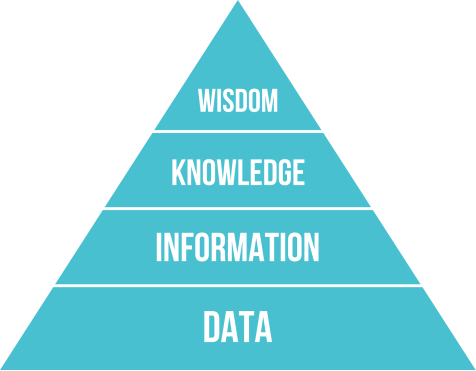 WISDOM
KNOWLEDGE
INFORMATION
DATA